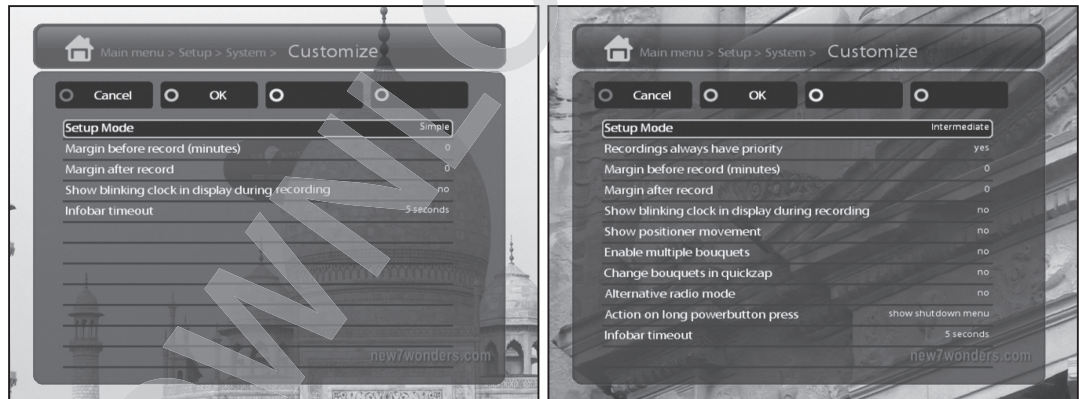 Main menu > Setup > System > Customize
Cancel OK
Setup Mode Simple
Margin before record (minutes) 0
Margin after record 0
Show blinking clock in display during recording no
Infobar timeout 5 seconds
new7wonders.com
Main menu > Setup > System > Customize
Cancel OK
Setup Mode Intermediate
Recordings always have priority yes
Margin before record (minutes) 0
Margin after record 0
Show blinking clock in display during recording no
Show positioner movement no
Enable multiple bouquets no
Change bouquets in quickzap no
Alternative radio mode no
Action on long powerbutton press show shutdown menu
Infobar timeout 5 seconds
new7wonders.com